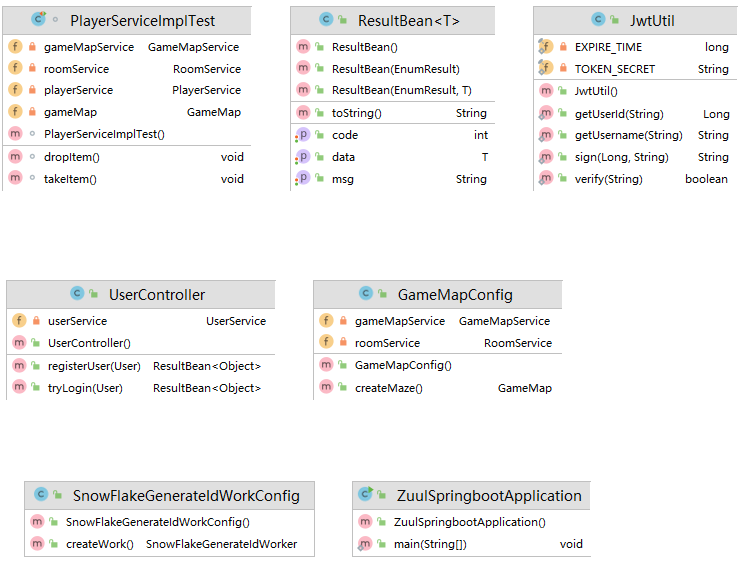 PlayerServiceImplTest
gameMapService GameMapService
roomService RoomService
playerService PlayerService
gameMap GameMap
PlayerServiceImplTest()
dropItem() void
takeItem() void
ResultBean<T>
ResultBean()
ResultBean(EnumResult)
ResultBean(EnumResult, T)
toString() String
code int
data T
msg String
JwtUtil
EXPIRE_TIME long
TOKEN_SECRET String
JwtUtil()
getUserId(String) Long
getUsername(String) String
sign(Long, String) String
verify(String) boolean
UserController
userService UserService
UserController()
registerUser(User) ResultBean<Object>
tryLogin(User) ResultBean<Object>
GameMapConfig
gameMapService GameMapService
roomService RoomService
GameMapConfig()
createMaze() GameMap
SnowFlakeGenerateIdWorkConfig
SnowFlakeGenerateIdWorkConfig()
createWork() SnowFlakeGenerateIdWorker
ZuulSpringbootApplication
ZuulSpringbootApplication()
main(String[]) void